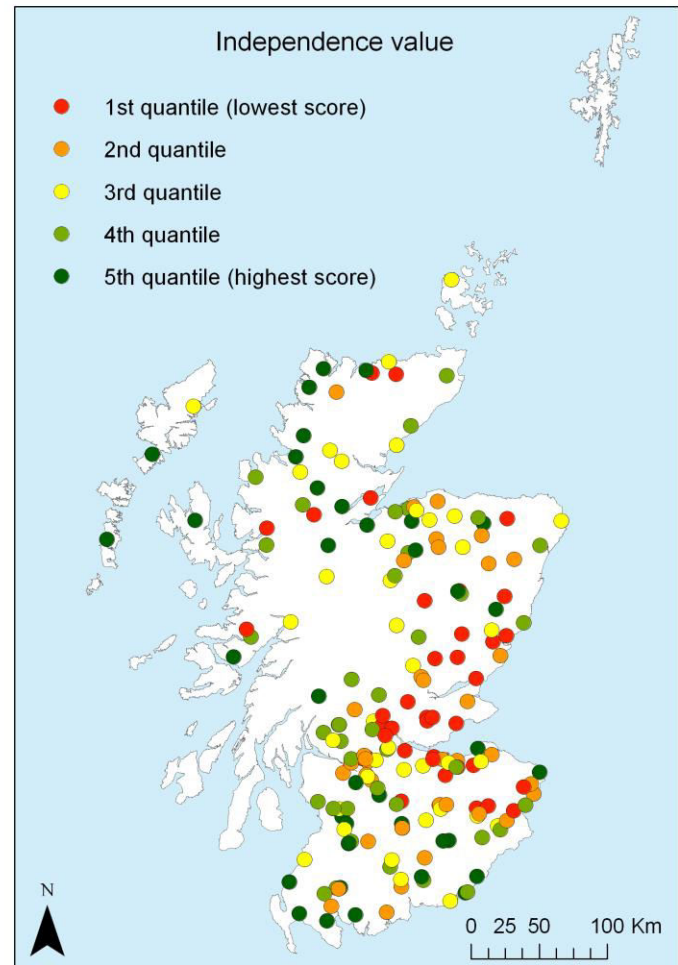 Independence value
1st quantile (lowest score)
2nd quantile
3rd quantile
4th quantile
5th quantile (highest score)
N
0 25 50 100 Km